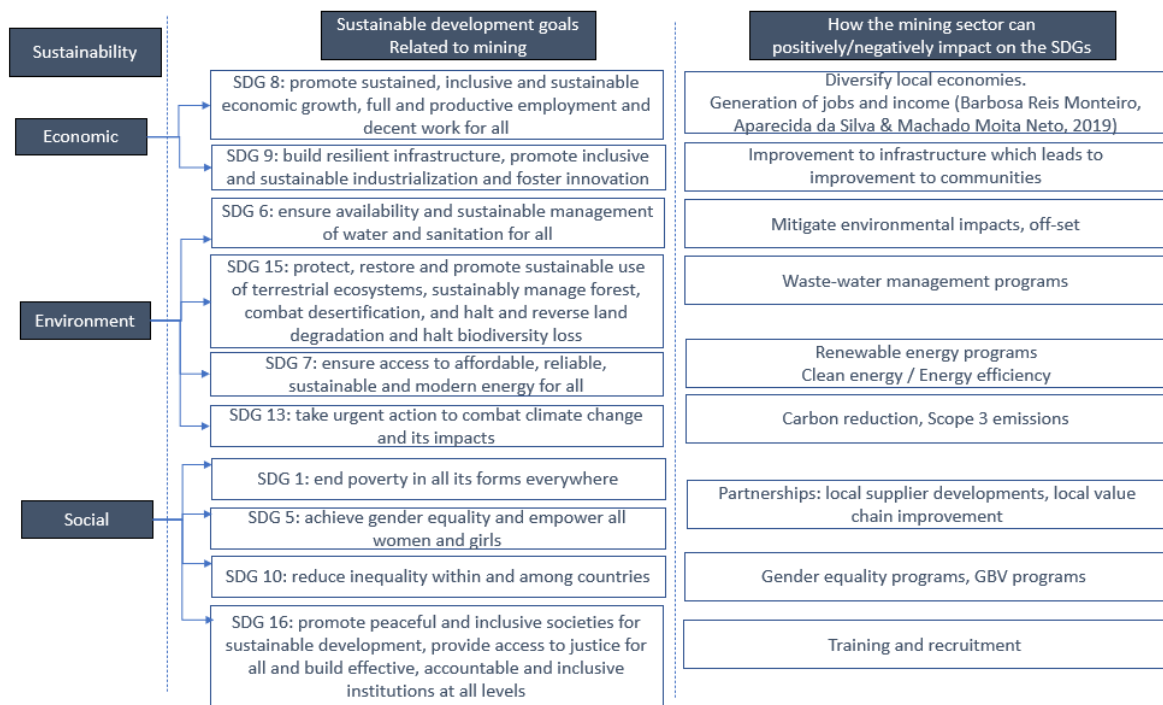 Sustainability
Sustainable development goals
Related to mining
How the mining sector can
positively/negatively impact on the SDGs
Economic
SDG 8: promote sustained, inclusive and sustainable
economic growth, full and productive employment and
decent work for all
Diversify local economies.
Generation of jobs and income (Barbosa Reis Monteiro,
Aparecida da Silva & Machado Moita Neto, 2019)
SDG 9: build resilient infrastructure, promote inclusive
and sustainable industrialization and foster innovation
Improvement to infrastructure which leads to
improvement to communities
Environment
SDG 6: ensure availability and sustainable management
of water and sanitation for all
Mitigate environmental impacts, off-set
SDG 15: protect, restore and promote sustainable use
of terrestrial ecosystems, sustainably manage forest,
combat desertification, and halt and reverse land
degradation and halt biodiversity loss
Waste-water management programs
SDG 7: ensure access to affordable, reliable,
sustainable and modern energy for all
Renewable energy programs
Clean energy / Energy efficiency
SDG 13: take urgent action to combat climate change
and its impacts
Carbon reduction, Scope 3 emissions
Social
SDG 1: end poverty in all its forms everywhere
Partnerships: local supplier developments, local value
chain improvement
SDG 5: achieve gender equality and empower all
women and girls
SDG 10: reduce inequality within and among countries
Gender equality programs, GBV programs
SDG 16: promote peaceful and inclusive societies for
sustainable development, provide access to justice for
all and build effective, accountable and inclusive
institutions at all levels
Training and recruitment